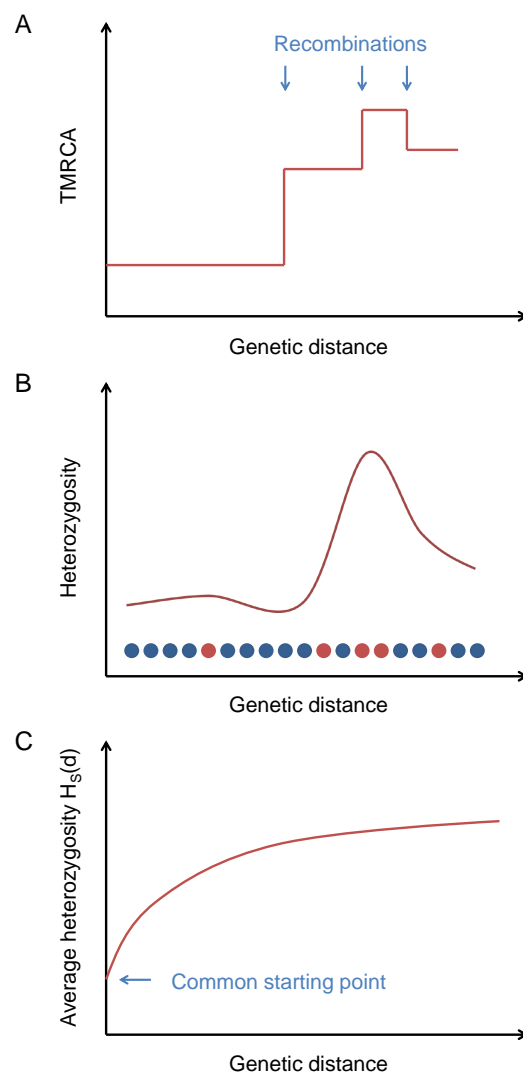 A
Recombinations
TMRCA
Genetic distance
B
Heterozygosity
Genetic distance
C
Average heterozygosity H_S(d)
Common starting point
Genetic distance